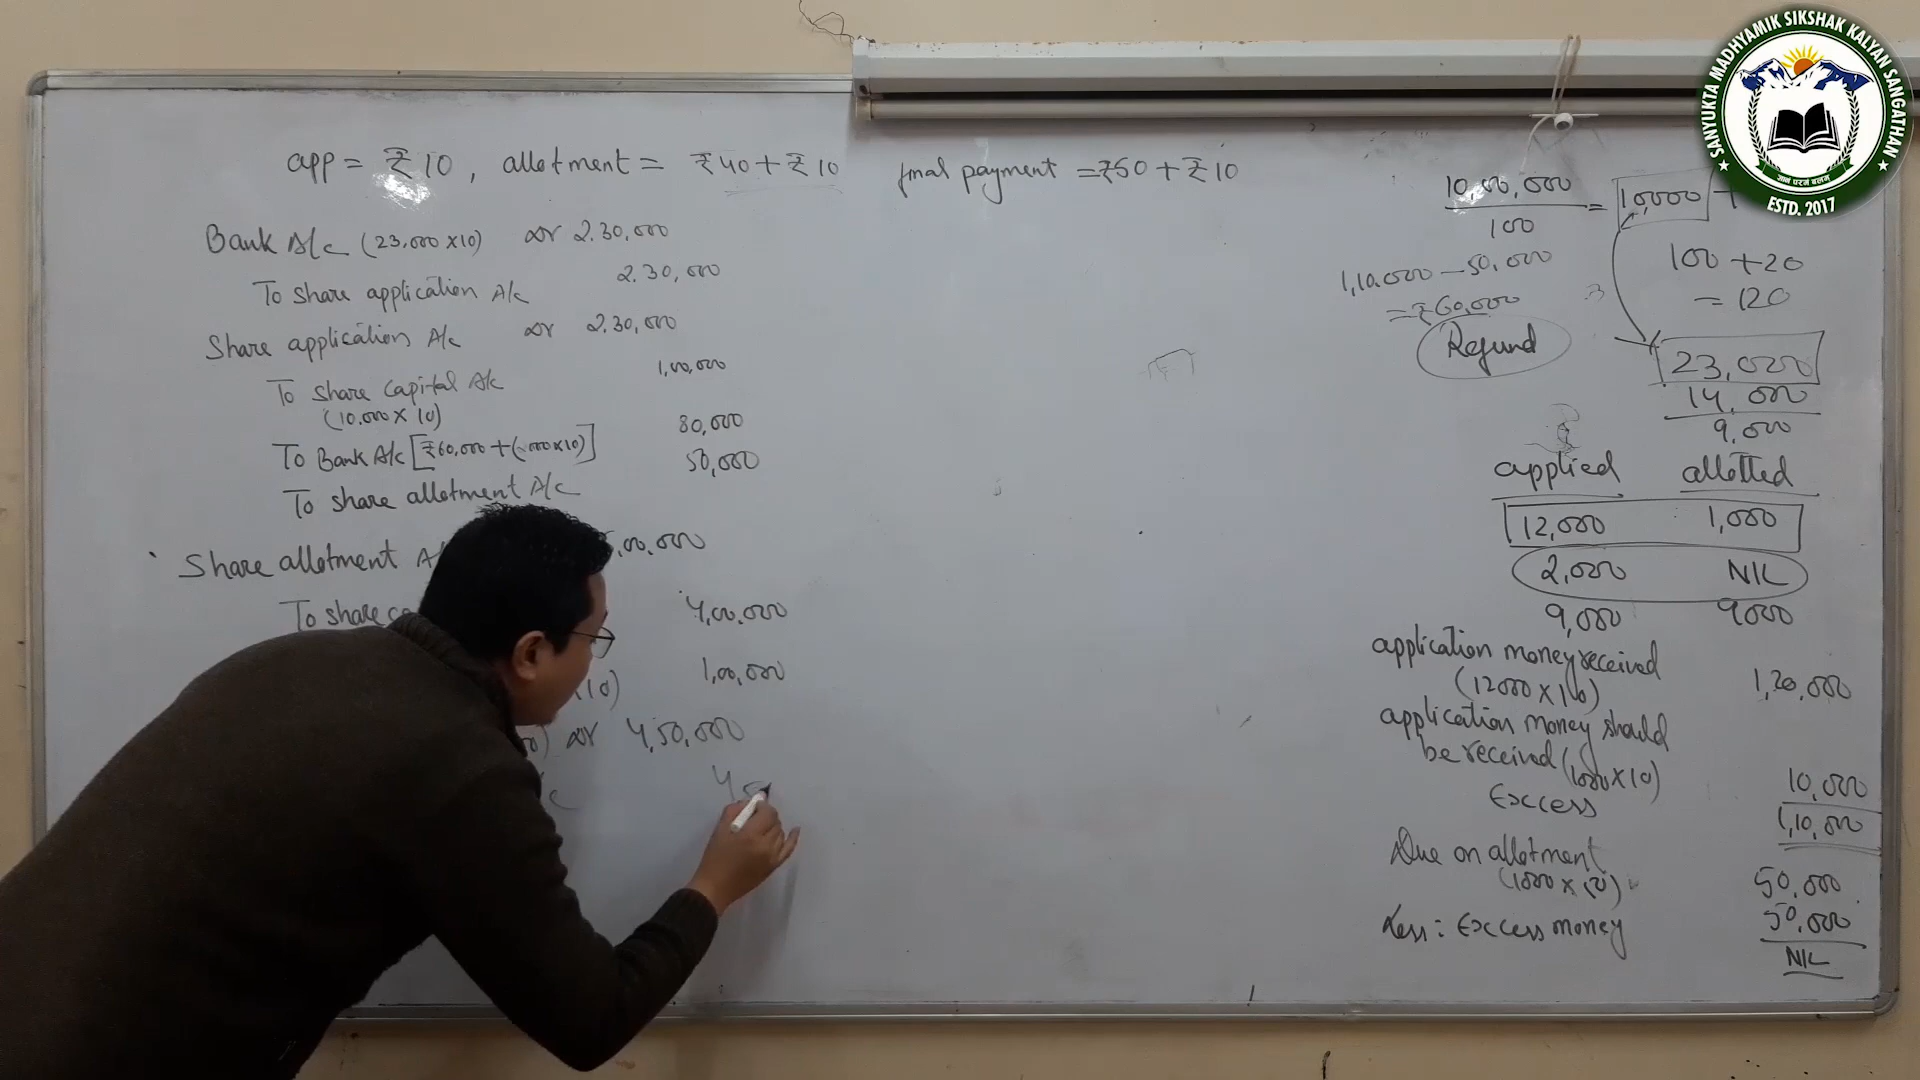 app = ₹10, allotment = ₹40+₹10 final payment =₹50+₹10
Bank A/c (23,000×10) Dr 2,30,000
To share application A/c 2,30,000
Share application A/c Dr 2,30,000
To share capital A/c 1,00,000
(10,000×10)
To Bank A/c [₹60,000+( 000×10)] 80,000
To share allotment A/c 50,000
Share allotment 00,000
To share 4,00,000
10) 1,00,000
Dr 4,50,000
10,00,000
100
= 10,000 +
1,10,000 – 50,000
= ₹60,000
Refund
100+20
= 120
23,000
14,000
9,000
applied allotted
12,000 1,000
2,000 NIL
9,000 9000
application money received
(12000×10) 1,20,000
application money should
be received (1000×10) 10,000
Excess 1,10,000
Due on allotment
50,000
Less: Excess money 50,000
NIL
SANYUKTA MADHYAMIK SIKSHAK KALYAN SANGATHAN
ESTD. 2017